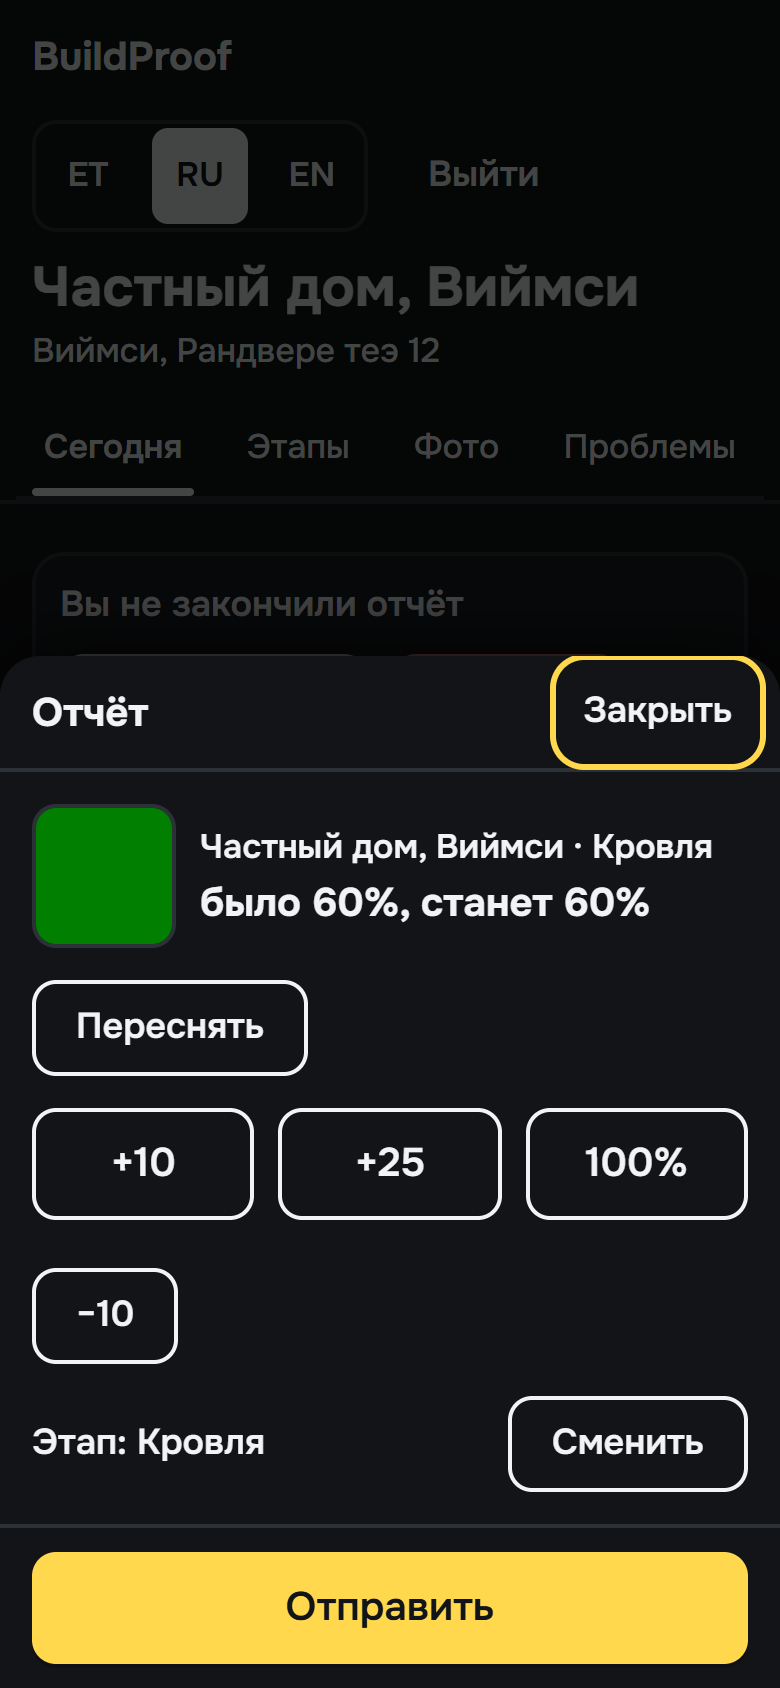 BuildProof
ET RU EN Выйти
Частный дом, Виймси
Виймси, Рандвере теэ 12
Сегодня Этапы Фото Проблемы
Вы не закончили отчёт
Отчёт Закрыть
Частный дом, Виймси · Кровля
было 60%, станет 60%
Переснять
+10 +25 100%
−10
Этап: Кровля Сменить
Отправить